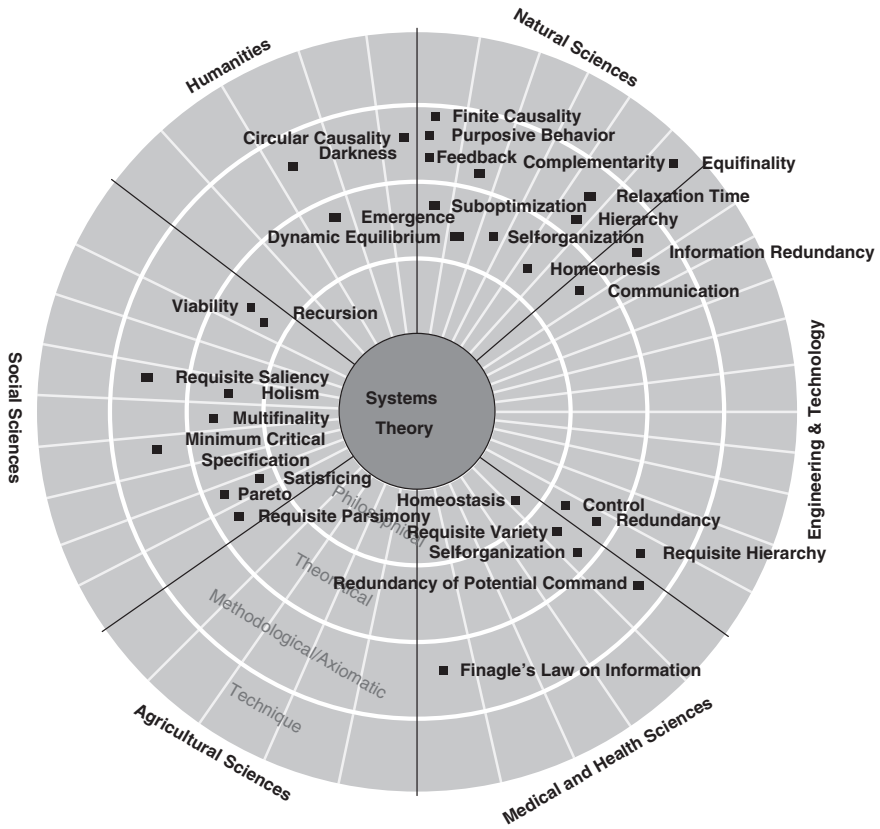 Natural Sciences
Humanities
Finite Causality
Circular Causality
Purposive Behavior
Darkness
Feedback
Complementarity
Equifinality
Relaxation Time
Suboptimization
Emergence
Hierarchy
Dynamic Equilibrium
Selforganization
Information Redundancy
Homeorhesis
Communication
Viability
Recursion
Social Sciences
Engineering & Technology
Requisite Saliency
Holism
Systems
Theory
Multifinality
Minimum Critical
Specification
Satisficing
Pareto
Philosophical
Homeostasis
Control
Requisite Parsimony
Redundancy
Requisite Variety
Selforganization
Requisite Hierarchy
Theoretical
Redundancy of Potential Command
Methodological/Axiomatic
Finagle's Law on Information
Technique
Agricultural Sciences
Medical and Health Sciences